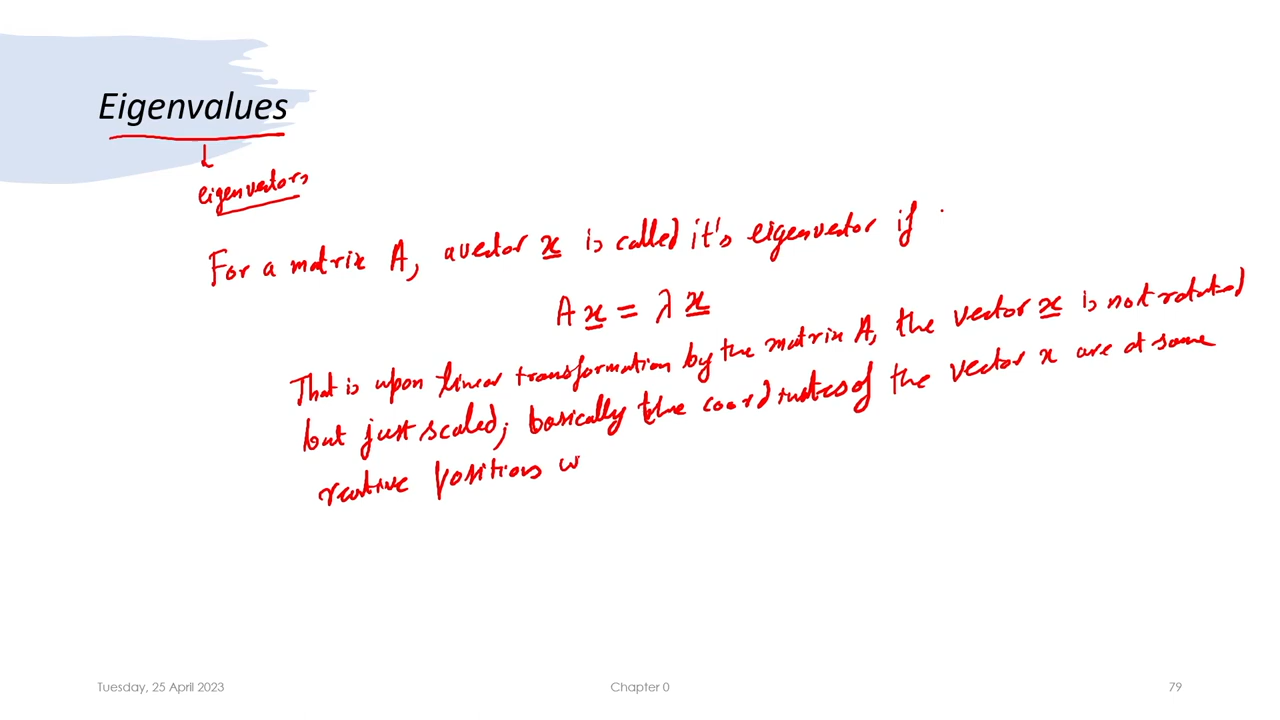 Eigenvalues
eigenvectors
For a matrix A, a vector x is called it's eigenvector if
A x = λ x
That is upon linear transformation by the matrix A, the vector x is not rotated
but just scaled; basically the coordinates of the vector x are at same
relative positions w
Tuesday, 25 April 2023 Chapter 0 79